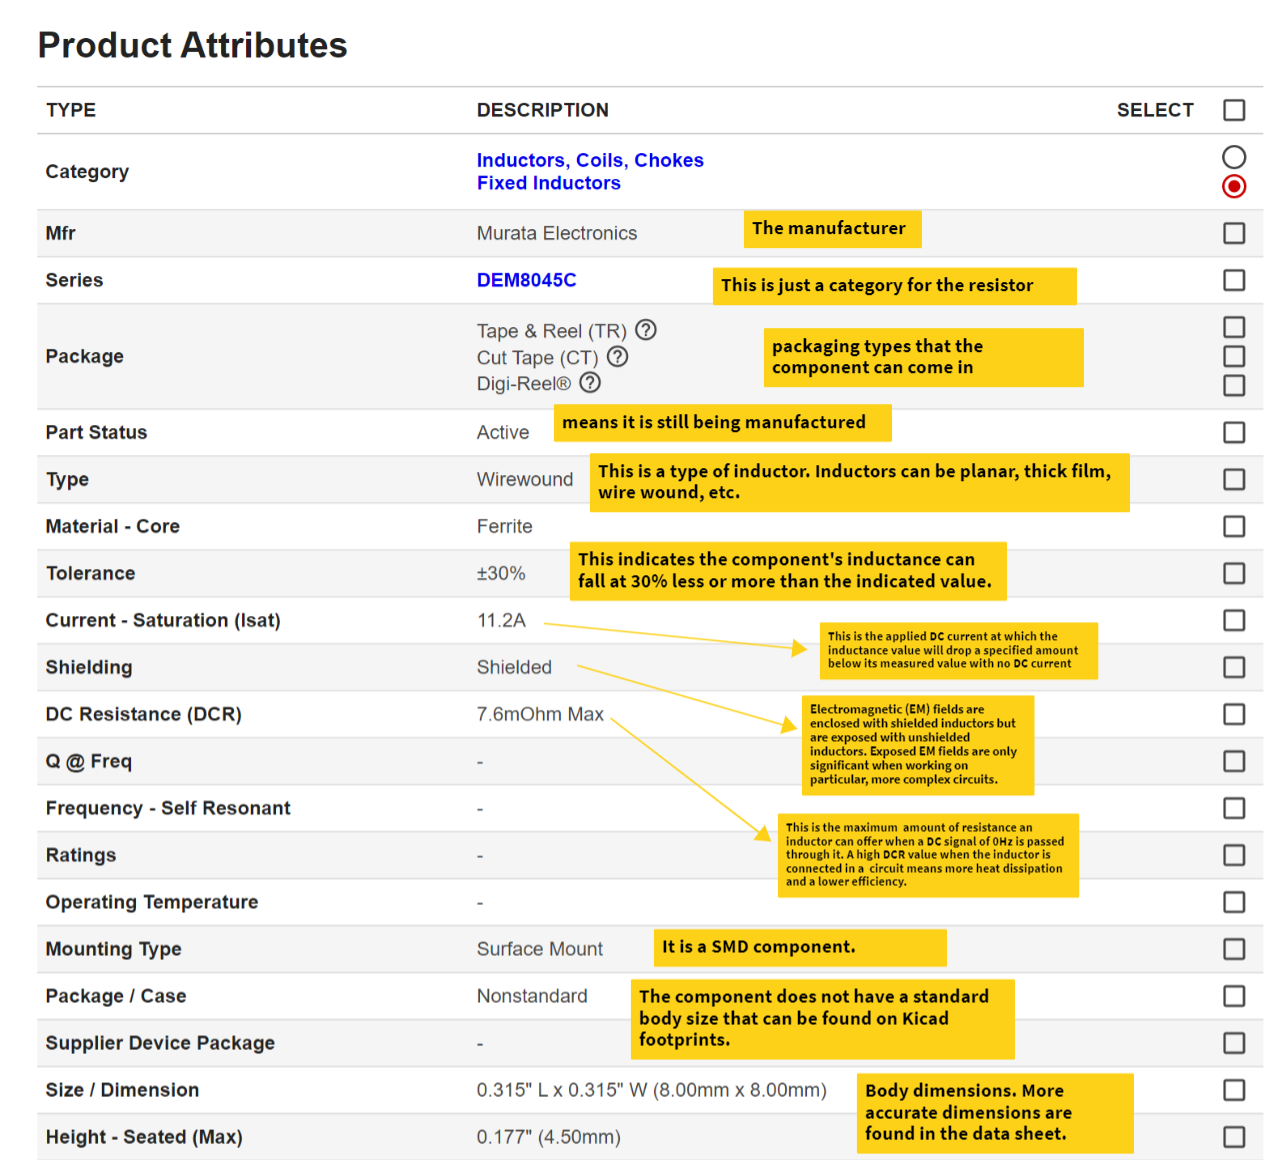 Product Attributes
TYPE DESCRIPTION SELECT
Category
Inductors, Coils, Chokes
Fixed Inductors
Mfr Murata Electronics The manufacturer
Series DEM8045C This is just a category for the resistor
Package
Tape & Reel (TR) ?
Cut Tape (CT) ?
Digi-Reel® ?
packaging types that the
component can come in
Part Status Active means it is still being manufactured
Type Wirewound
This is a type of inductor. Inductors can be planar, thick film,
wire wound, etc.
Material - Core Ferrite
Tolerance ±30%
This indicates the component's inductance can
fall at 30% less or more than the indicated value.
Current - Saturation (Isat) 11.2A
This is the applied DC current at which the
inductance value will drop a specified amount
below its measured value with no DC current
Shielding Shielded
Electromagnetic (EM) fields are
enclosed with shielded inductors but
are exposed with unshielded
inductors. Exposed EM fields are only
significant when working on
particular, more complex circuits.
DC Resistance (DCR) 7.6mOhm Max
This is the maximum amount of resistance an
inductor can offer when a DC signal of 0Hz is passed
through it. A high DCR value when the inductor is
connected in a circuit means more heat dissipation
and a lower efficiency.
Q @ Freq -
Frequency - Self Resonant -
Ratings -
Operating Temperature -
Mounting Type Surface Mount It is a SMD component.
Package / Case Nonstandard
The component does not have a standard
body size that can be found on Kicad
footprints.
Supplier Device Package -
Size / Dimension 0.315" L x 0.315" W (8.00mm x 8.00mm)
Body dimensions. More
accurate dimensions are
found in the data sheet.
Height - Seated (Max) 0.177" (4.50mm)